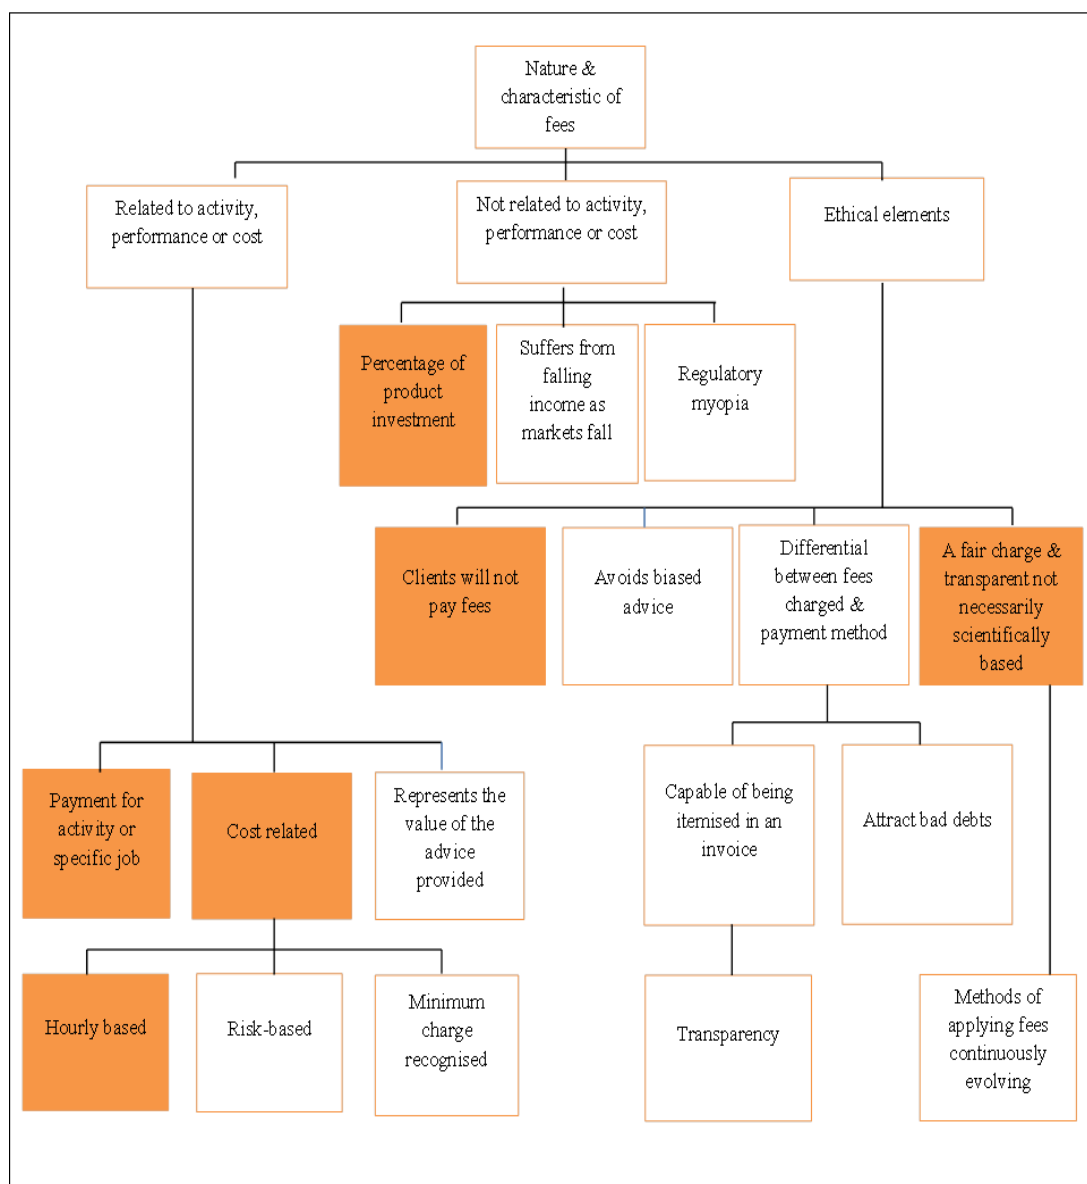 Nature &
characteristic of
fees
Related to activity,
performance or cost
Not related to activity,
performance or cost
Ethical elements
Percentage of
product
investment
Suffers from
falling
income as
markets fall
Regulatory
myopia
Clients will not
pay fees
Avoids biased
advice
Differential
between fees
charged &
payment method
A fair charge &
transparent not
necessarily
scientifically
based
Payment for
activity or
specific job
Cost related
Represents the
value of the
advice
provided
Capable of being
itemised in an
invoice
Attract bad debts
Hourly based
Risk-based
Minimum
charge
recognised
Transparency
Methods of
applying fees
continuously
evolving